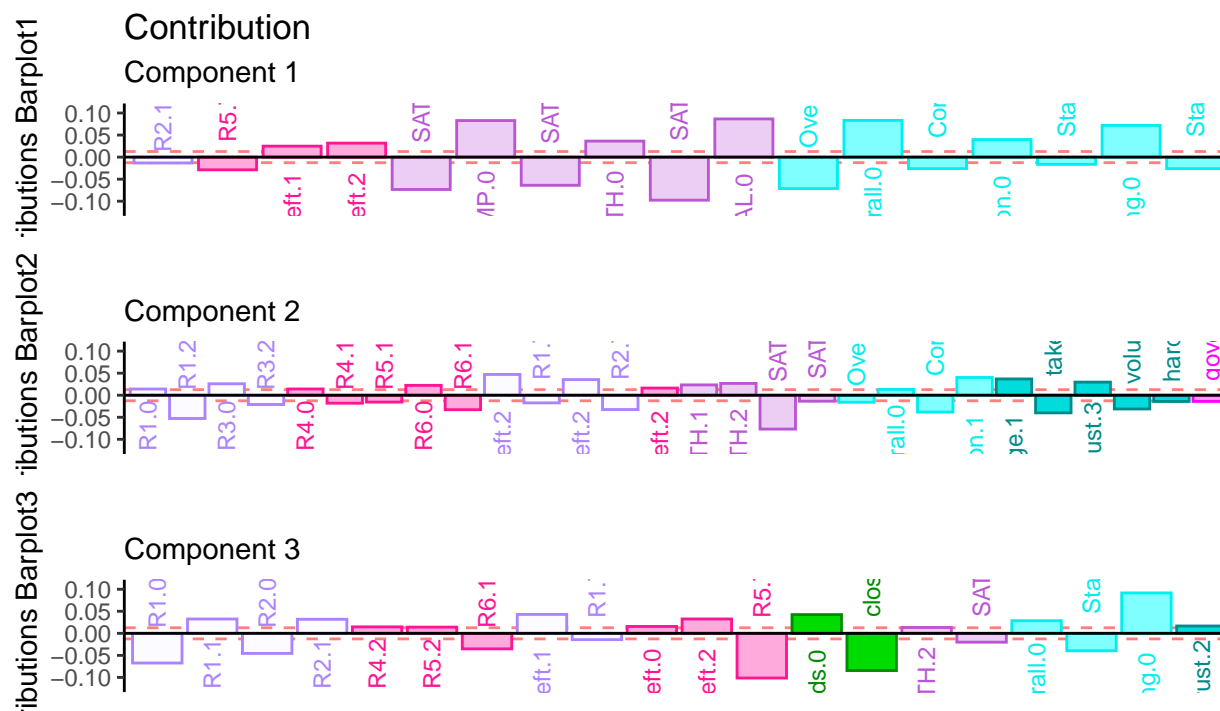 Contribution
Component 1
ibutions Barplot1
0.10
0.05
0.00
−0.05
−0.10
R2.1
R5.
eft.1
eft.2
SAT
MP.0
SAT
TH.0
SAT
AL.0
Ove
rall.0
Cor
on.0
Sta
ng.0
Sta
Component 2
ibutions Barplot2
0.10
0.05
0.00
−0.05
−0.10
R1.0
R1.2
R3.0
R3.2
R4.0
R4.1
R5.1
R6.0
R6.1
eft.2
R1.
eft.2
R2.
eft.2
TH.1
TH.2
SAT
SAT
Ove
rall.0
Cor
on.1
ge.1
take
ust.3
volu
hard
gov
Component 3
ributions Barplot3
0.10
0.05
0.00
−0.05
−0.10
R1.0
R1.1
R2.0
R2.1
R4.2
R5.2
R6.1
eft.1
R1.
eft.0
eft.2
R5.
ds.0
clos
TH.2
SAT
rall.0
Sta
ng.0
ust.2